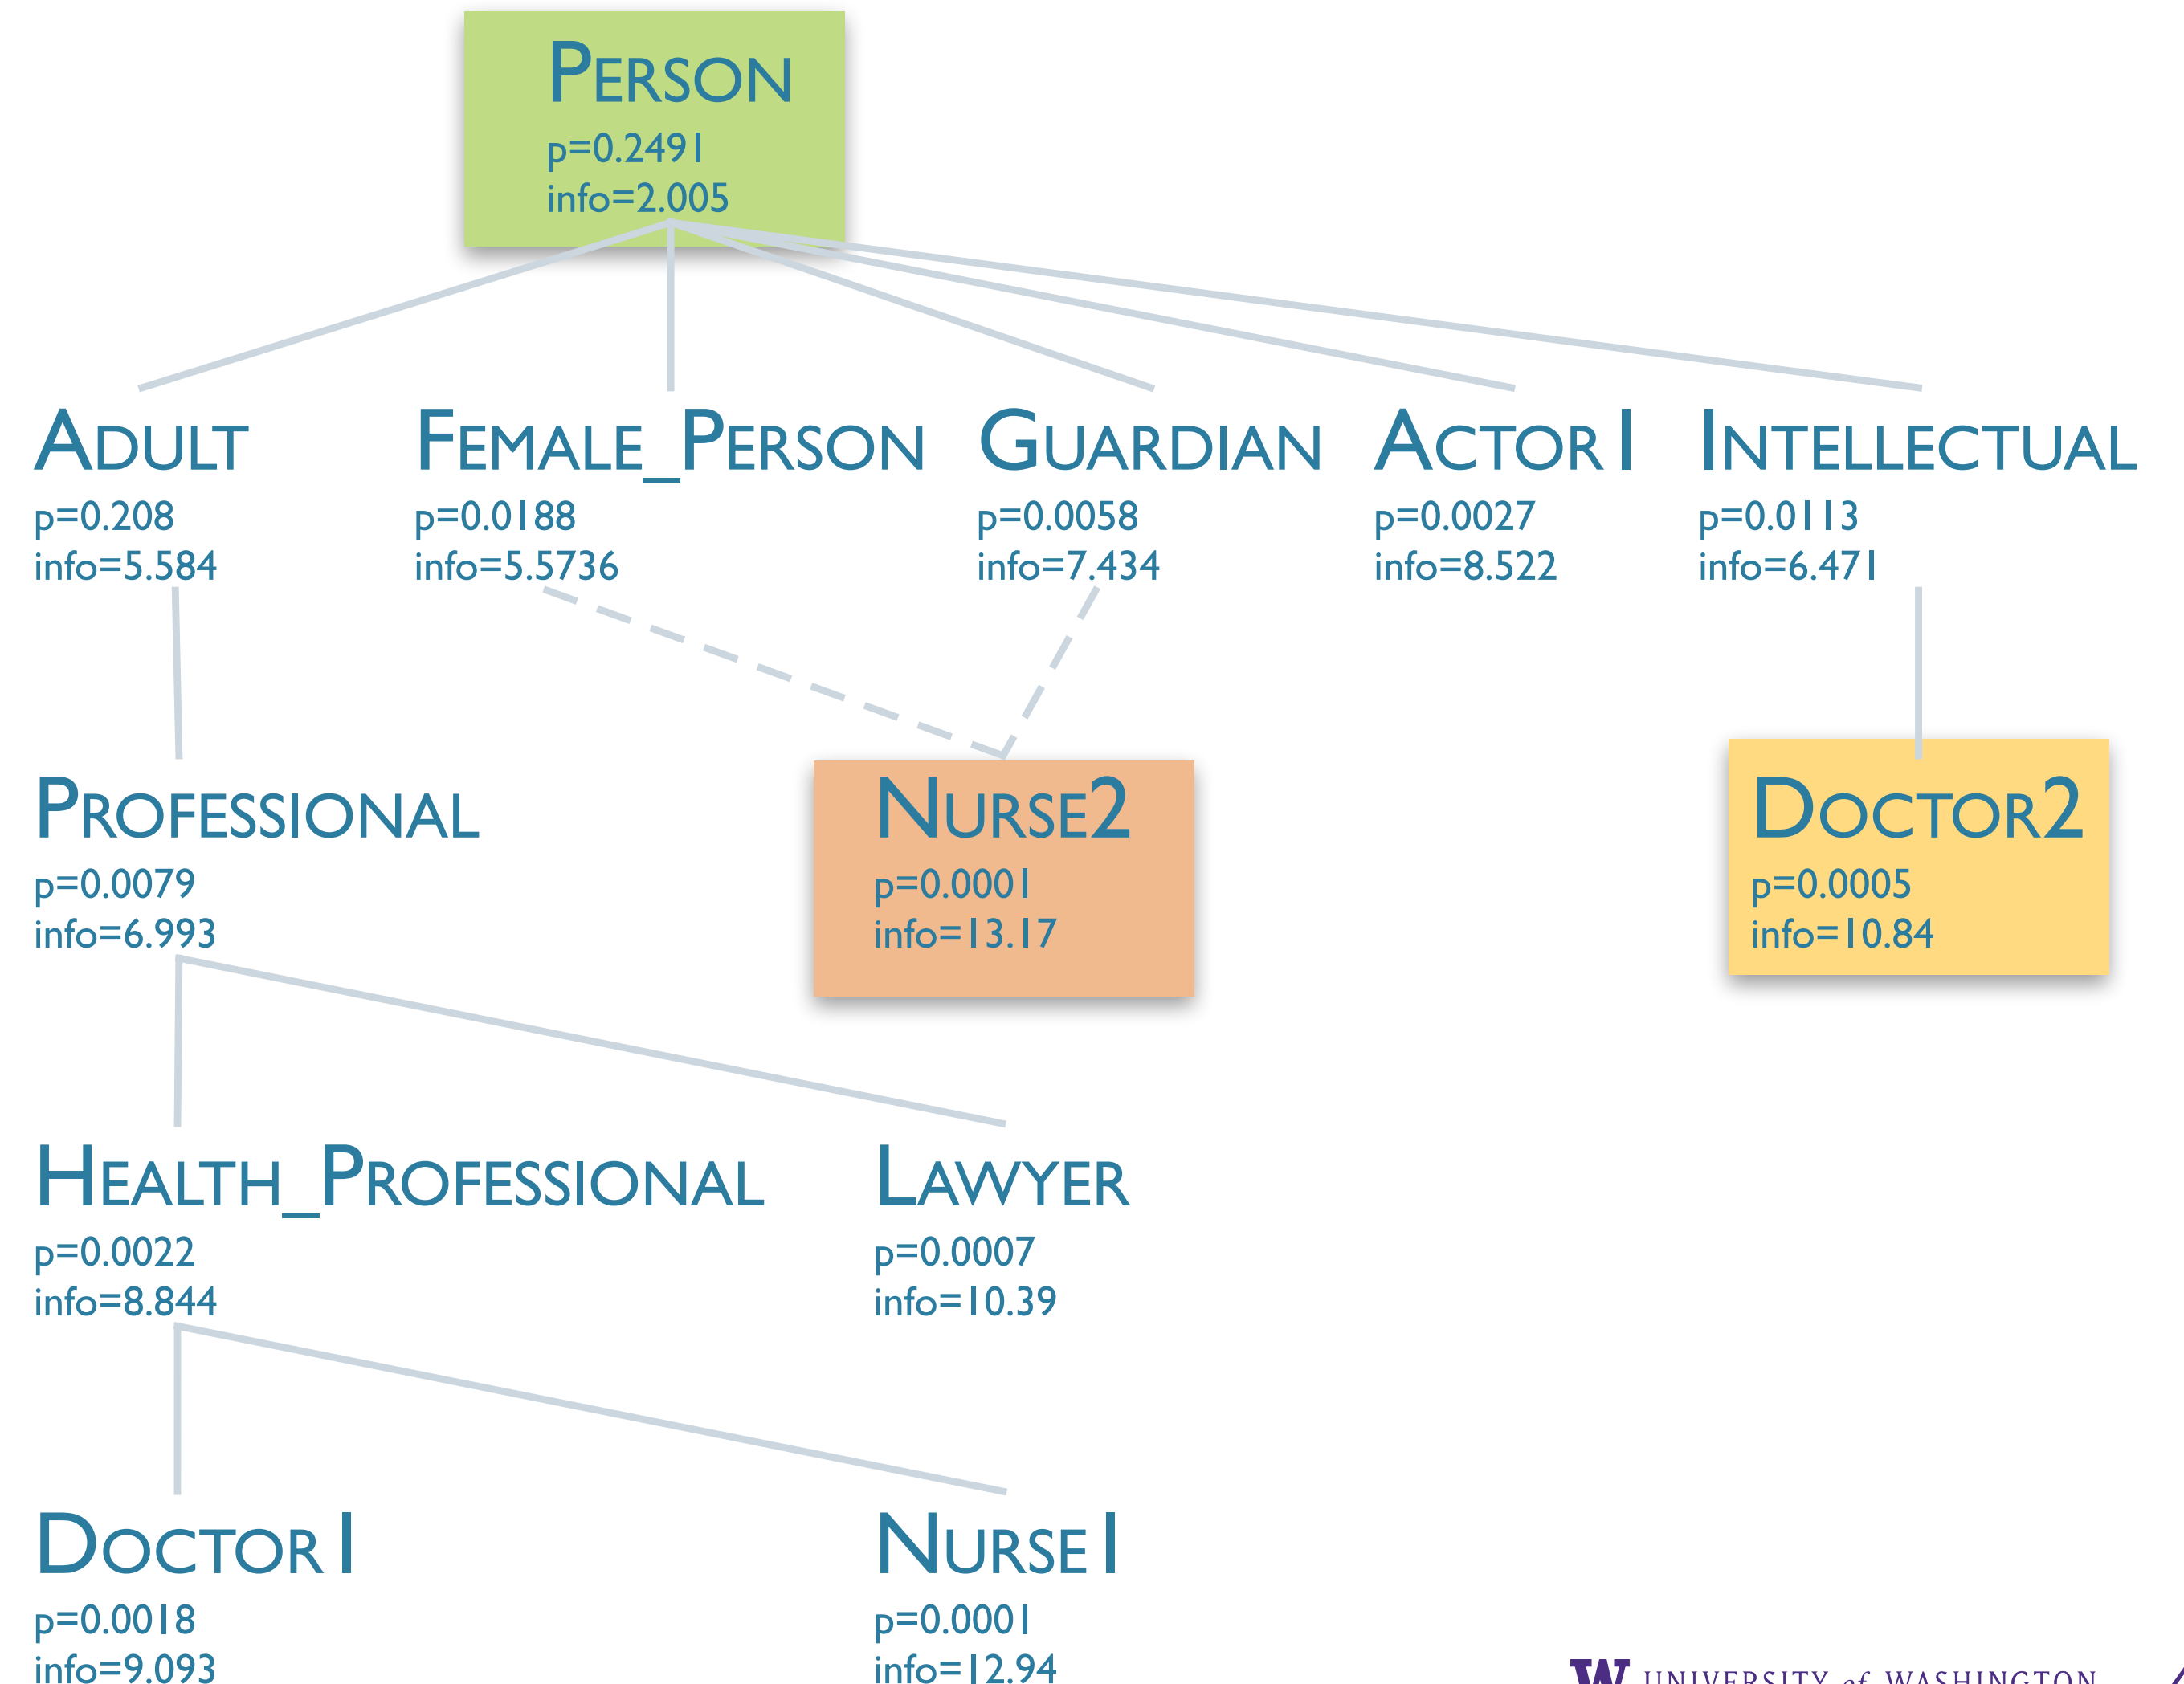 PERSON
p=0.2491
info=2.005
ADULT
p=0.208
info=5.584
FEMALE_PERSON
p=0.0188
info=5.5736
GUARDIAN
p=0.0058
info=7.434
ACTOR1
p=0.0027
info=8.522
INTELLECTUAL
p=0.0113
info=6.471
PROFESSIONAL
p=0.0079
info=6.993
NURSE2
p=0.0001
info=13.17
DOCTOR2
p=0.0005
info=10.84
HEALTH_PROFESSIONAL
p=0.0022
info=8.844
LAWYER
p=0.0007
info=10.39
DOCTOR1
p=0.0018
info=9.093
NURSE1
p=0.0001
info=12.94
W UNIVERSITY of WASHINGTON